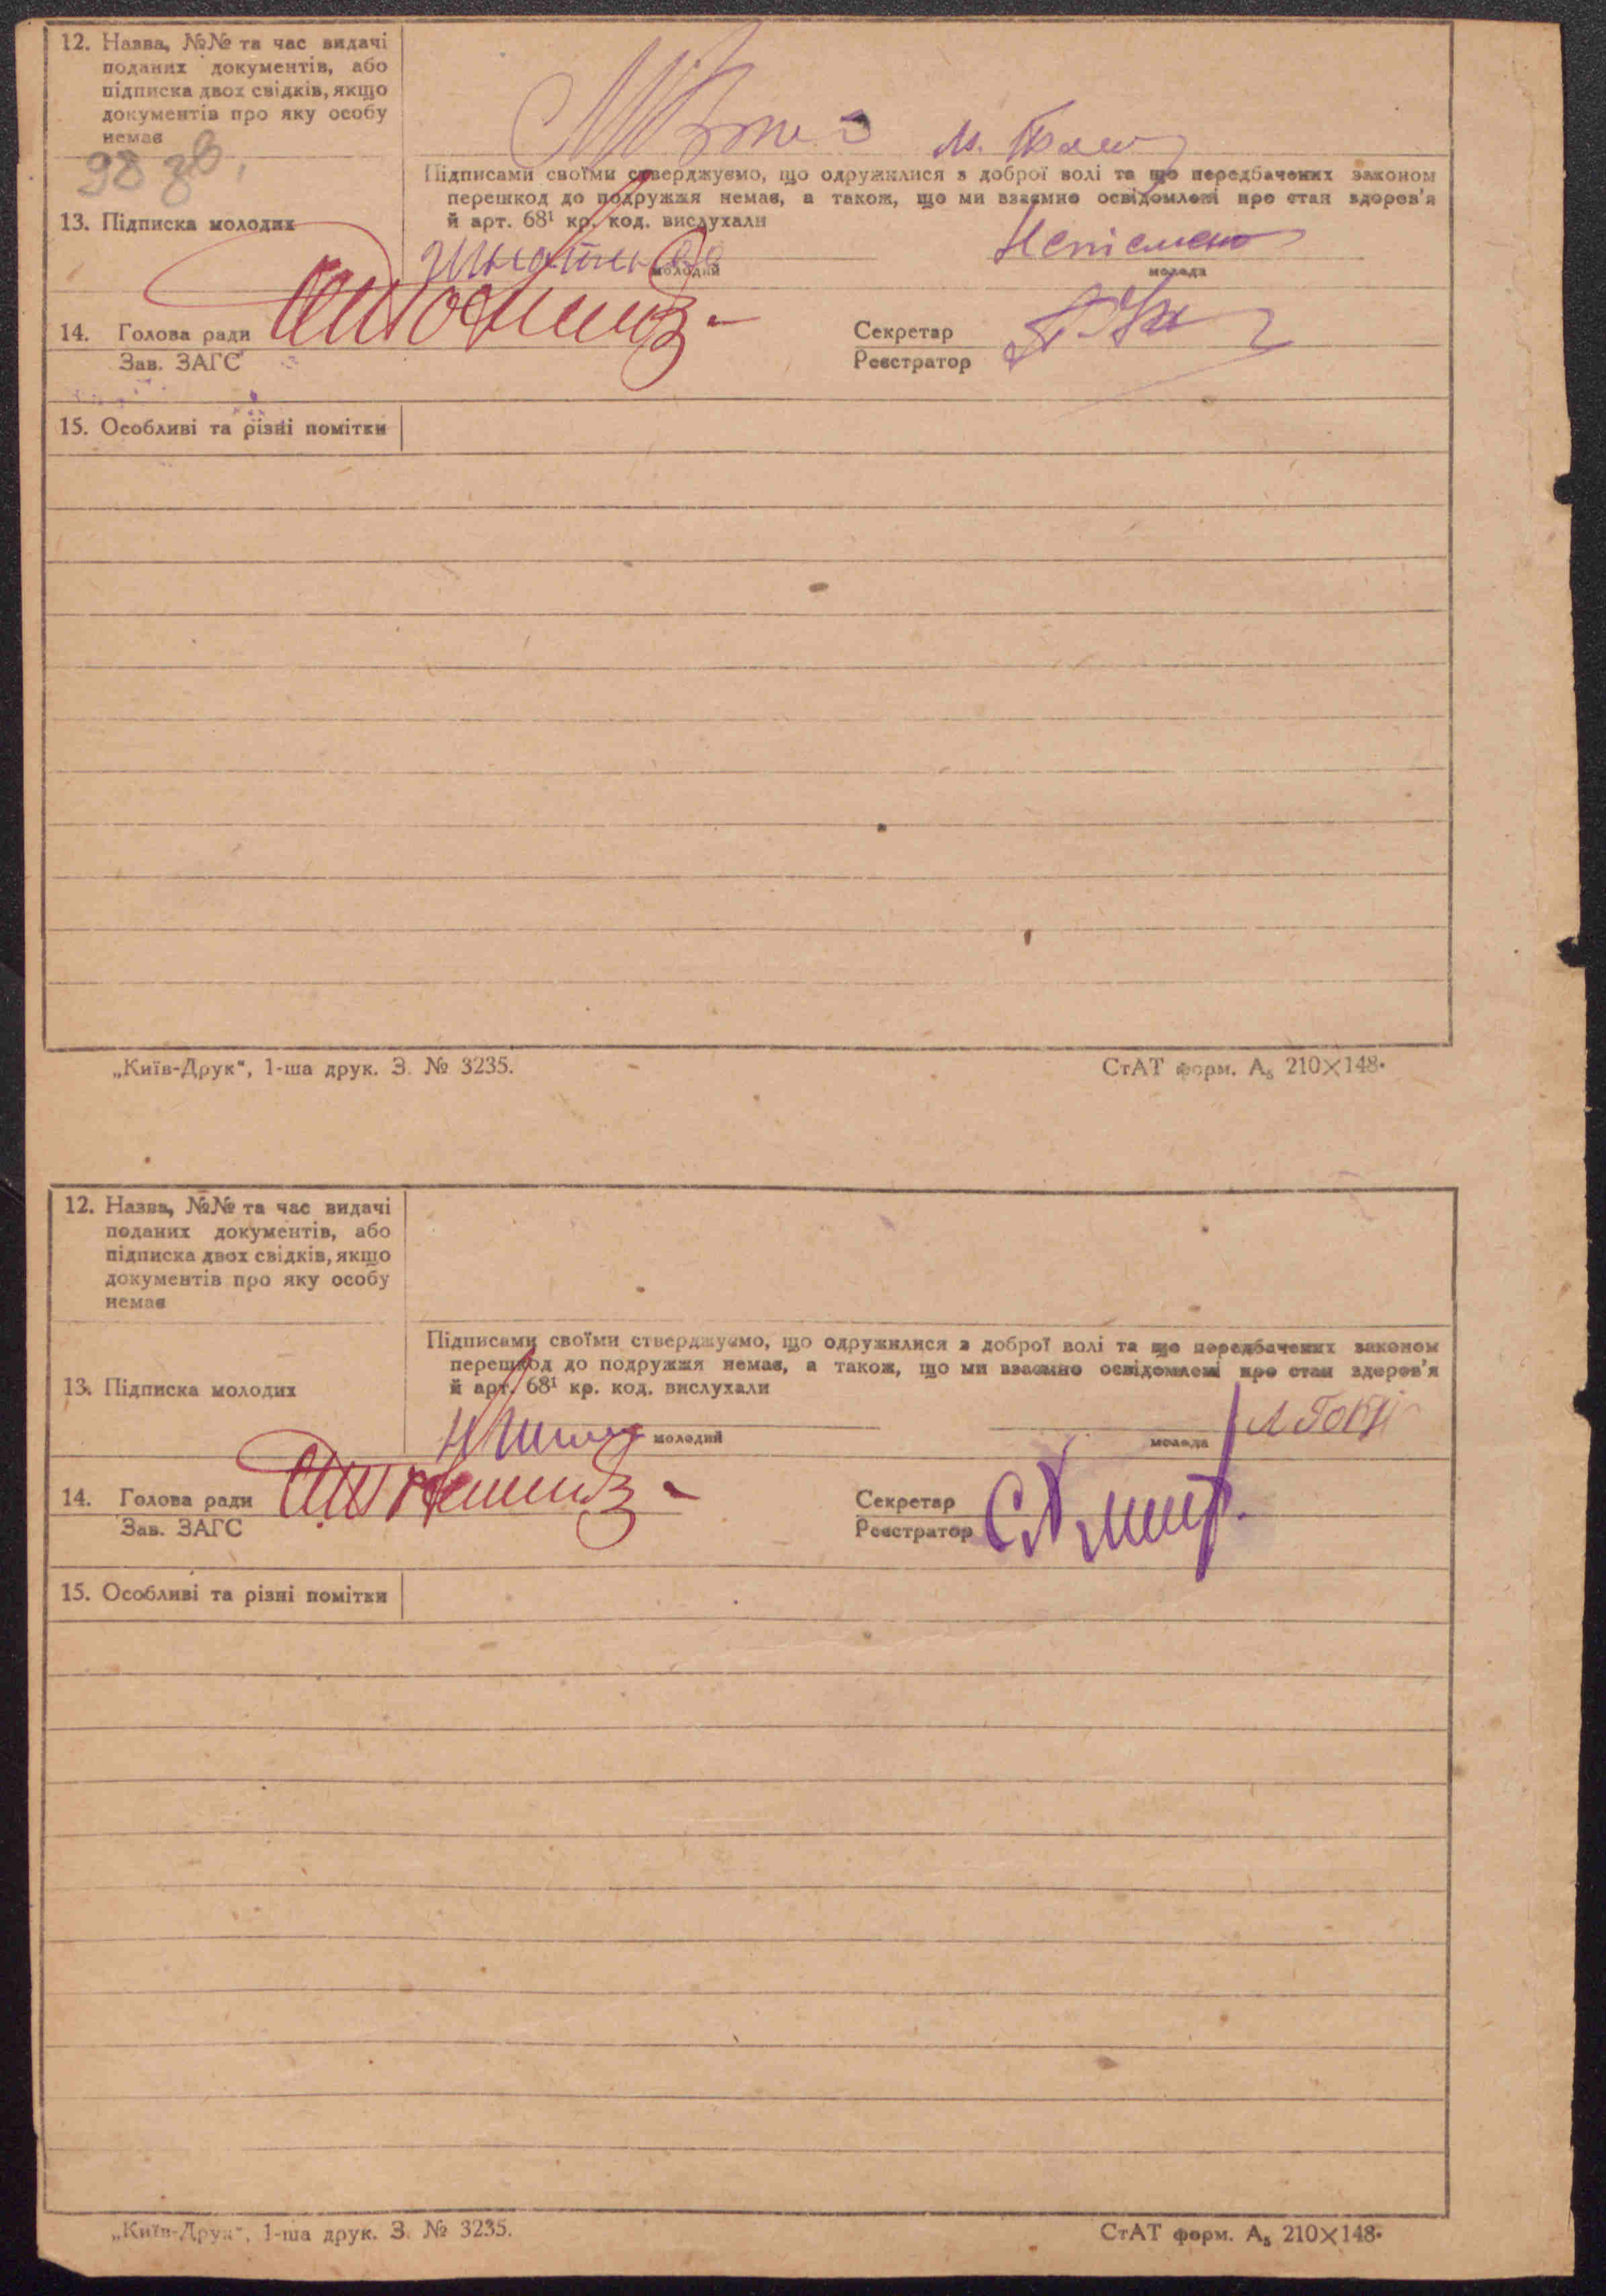 12. Назва, №№ та час видачі
поданих документів, або
підписка двох свідків, якщо
документів про яку особу
немає
98 зв.
Підписами своїми стверджуємо, що одружилися з доброї волі та що передбачених законом
перешкод до подружжя немає, а також, що ми взаємно освідомлені про стан здоров'я
й арт. 68¹ кр. код. вислухали
13. Підписка молодих
молодий
молода
14. Голова ради
Зав. ЗАГС
Секретар
Реєстратор
15. Особливі та різні помітки
„Київ-Друк“, 1-ша друк. З. № 3235.
СтАТ форм. А₅ 210×148.
12. Назва, №№ та час видачі
поданих документів, або
підписка двох свідків, якщо
документів про яку особу
немає
Підписами своїми стверджуємо, що одружилися з доброї волі та що передбачених законом
перешкод до подружжя немає, а також, що ми взаємно освідомлені про стан здоров'я
й арт. 68¹ кр. код. вислухали
13. Підписка молодих
молодий
молода
14. Голова ради
Зав. ЗАГС
Секретар
Реєстратор
15. Особливі та різні помітки
„Київ-Друк“, 1-ша друк. З. № 3235.
СтАТ форм. А₅ 210×148.